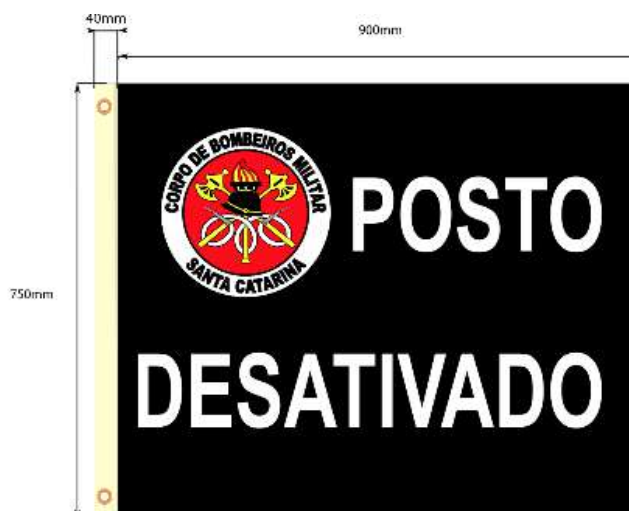 40mm
900mm
CORPO DE BOMBEIROS MILITAR
SANTA CATARINA
POSTO
750mm
DESATIVADO